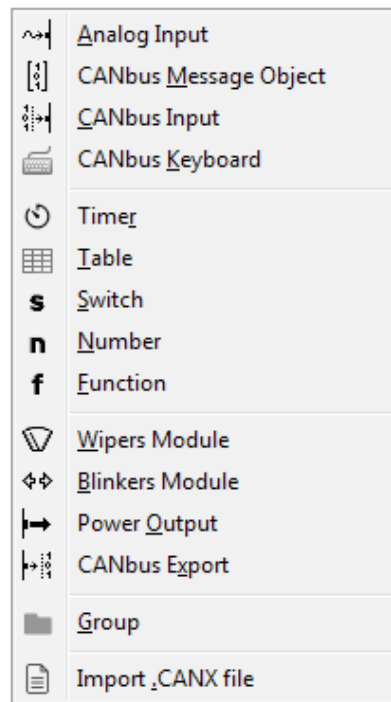 Analog Input
CANbus Message Object
CANbus Input
CANbus Keyboard
Timer
Table
s Switch
n Number
f Function
Wipers Module
Blinkers Module
Power Output
CANbus Export
Group
Import .CANX file